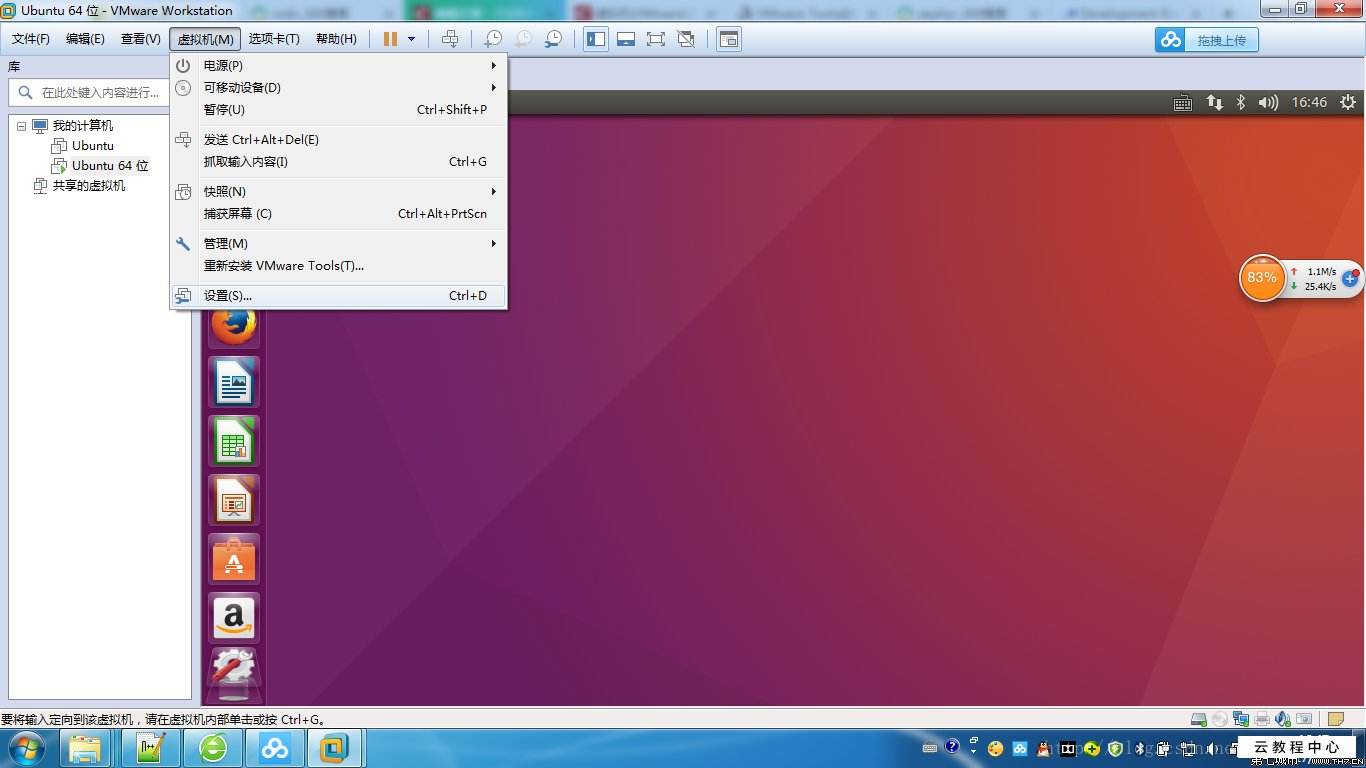 Ubuntu 64 位 - VMware Workstation
文件(F) 编辑(E) 查看(V) 虚拟机(M) 选项卡(T) 帮助(H)
拖拽上传
库
在此处键入内容进行...
我的计算机
Ubuntu
Ubuntu 64 位
共享的虚拟机
电源(P)
可移动设备(D)
暂停(U) Ctrl+Shift+P
发送 Ctrl+Alt+Del(E)
抓取输入内容(I) Ctrl+G
快照(N)
捕获屏幕 (C) Ctrl+Alt+PrtScn
管理(M)
重新安装 VMware Tools(T)...
设置(S)... Ctrl+D
16:46
83%
1.1M/s
25.4K/s
要将输入定向到该虚拟机，请在虚拟机内部单击或按 Ctrl+G。
云教程中心